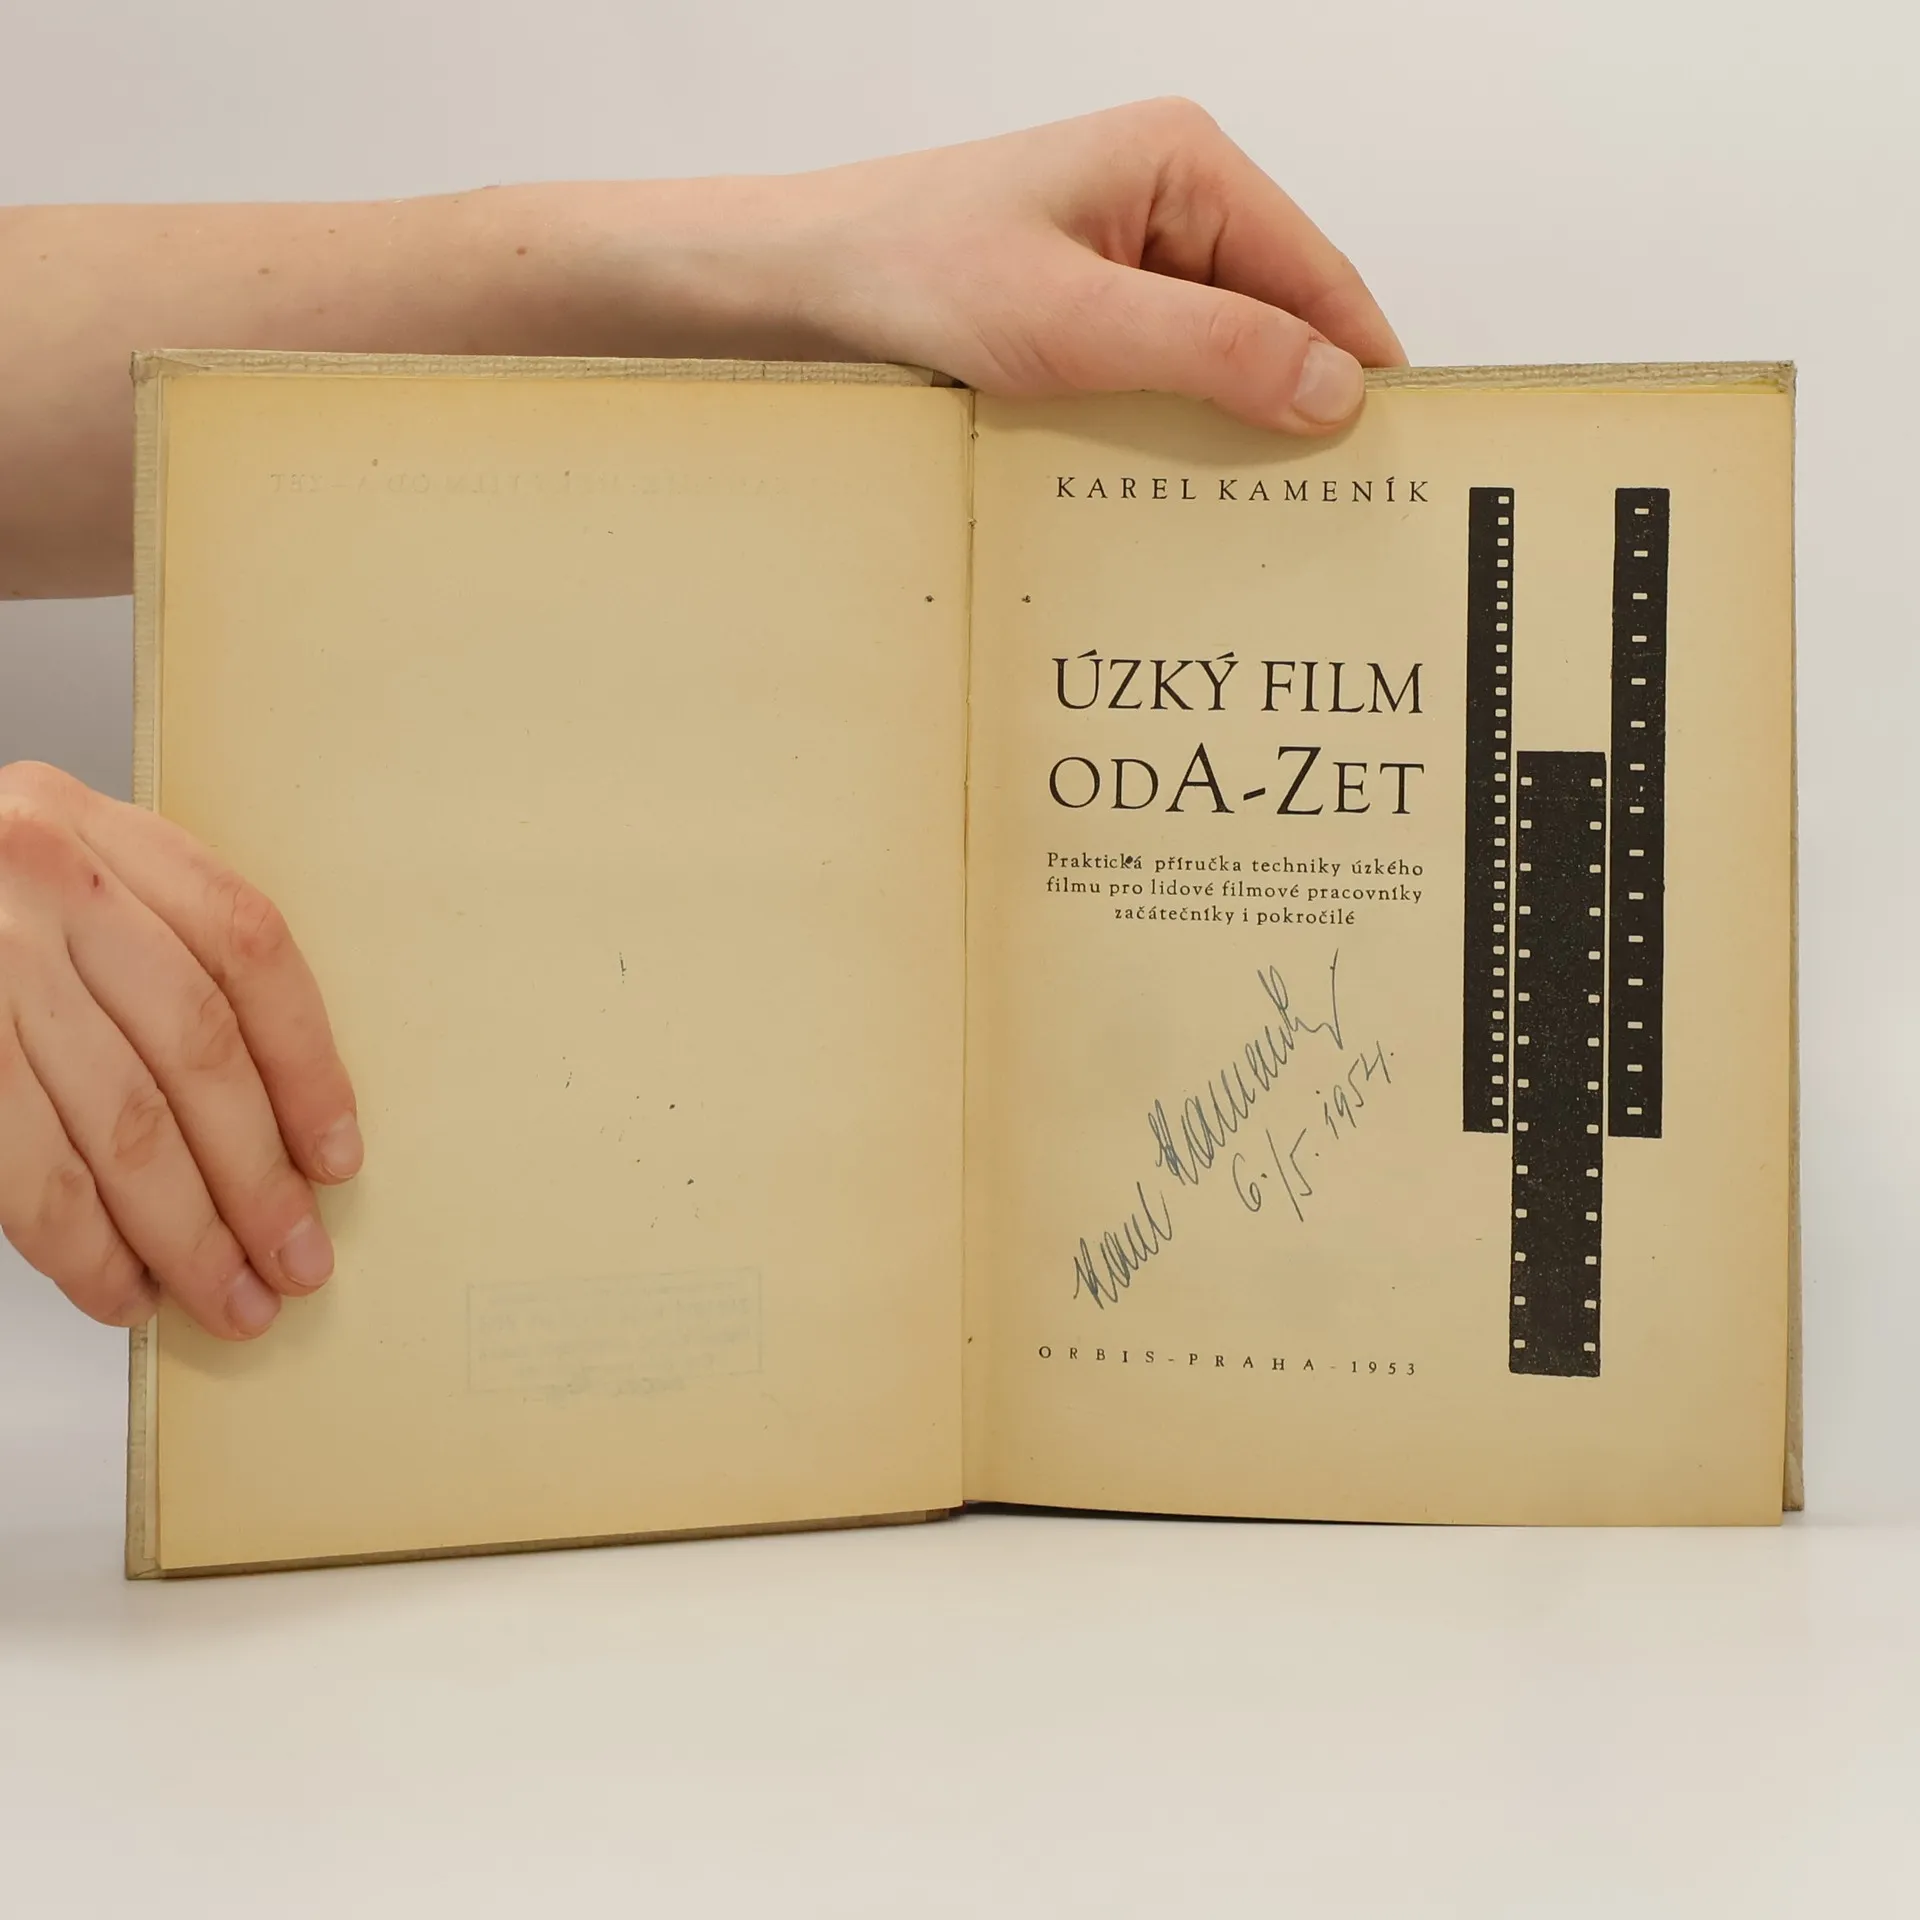 KAREL KAMENÍK
ÚZKÝ FILM
OD A-ZET
Praktická příručka techniky úzkého
filmu pro lidové filmové pracovníky
začátečníky i pokročilé
6./5. 1954.
ORBIS-PRAHA-1953